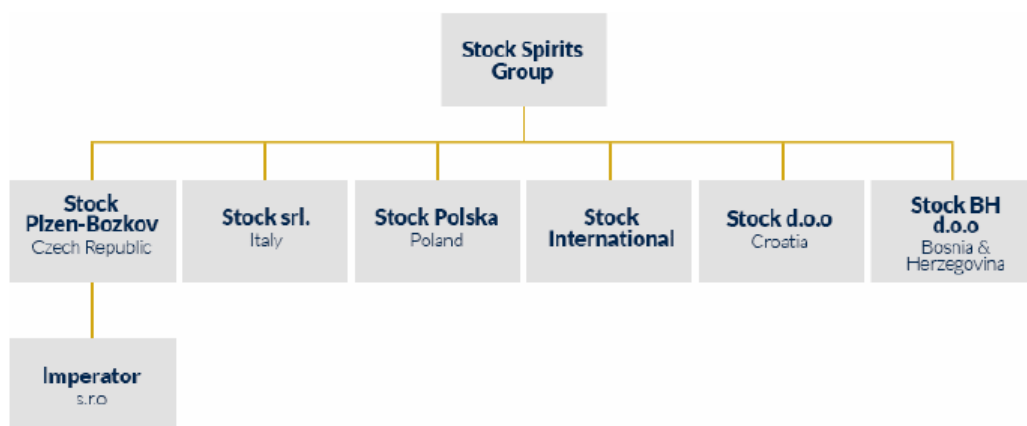 Stock Spirits
Group
Stock
Plzen-Bozkov
Czech Republic
Stock srl.
Italy
Stock Polska
Poland
Stock
International
Stock d.o.o
Croatia
Stock BH
d.o.o
Bosnia &
Herzegovina
Imperator
s.r.o